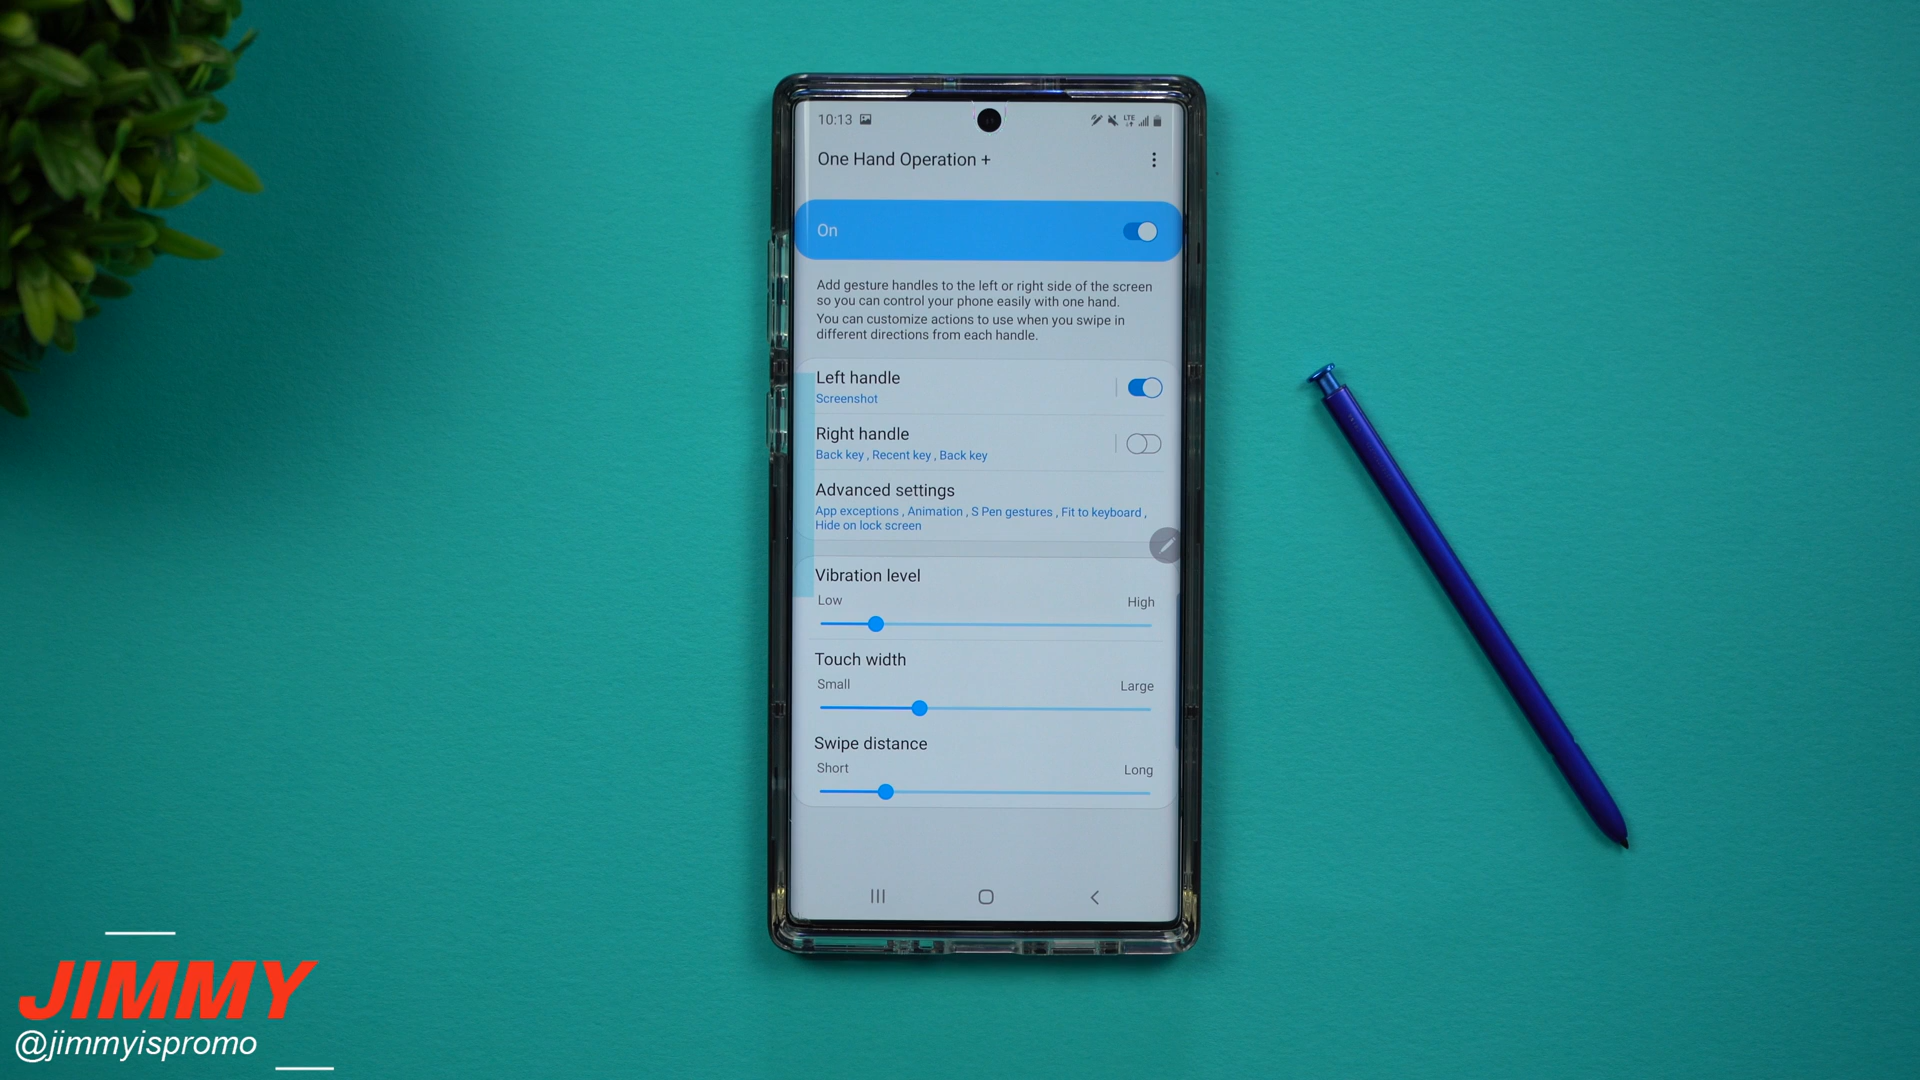 10:13
LTE
One Hand Operation +
On
Add gesture handles to the left or right side of the screen
so you can control your phone easily with one hand.
You can customize actions to use when you swipe in
different directions from each handle.
Left handle
Screenshot
Right handle
Back key , Recent key , Back key
Advanced settings
App exceptions , Animation , S Pen gestures , Fit to keyboard ,
Hide on lock screen
Vibration level
Low High
Touch width
Small Large
Swipe distance
Short Long
JIMMY
@jimmyispromo